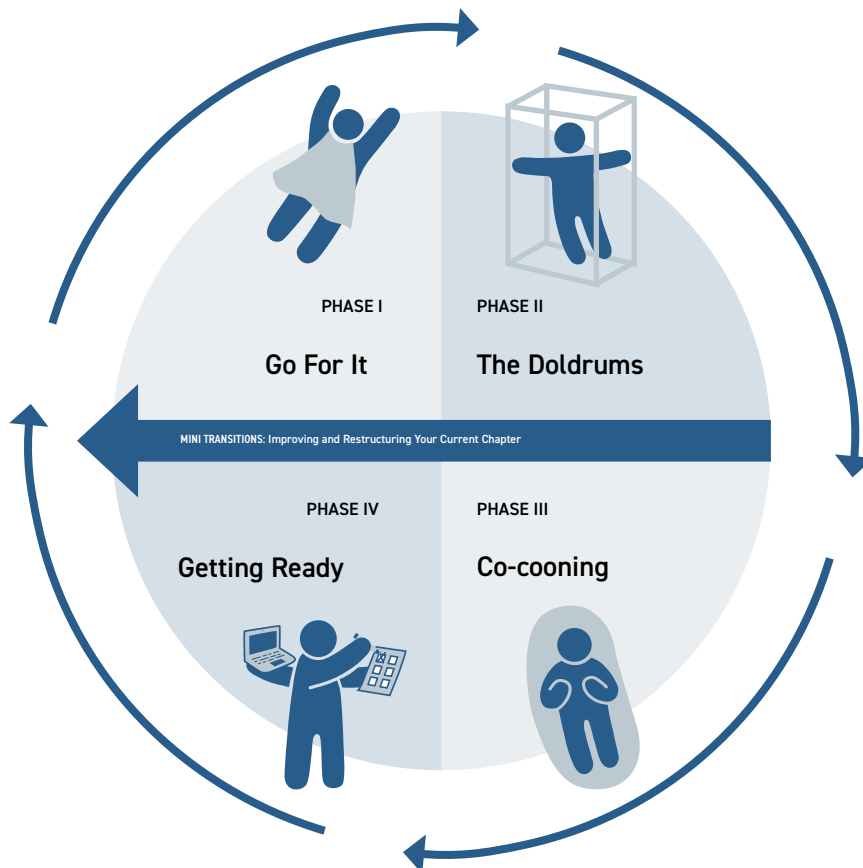 PHASE I
Go For It
PHASE II
The Doldrums
MINI TRANSITIONS: Improving and Restructuring Your Current Chapter
PHASE IV
Getting Ready
PHASE III
Co-cooning